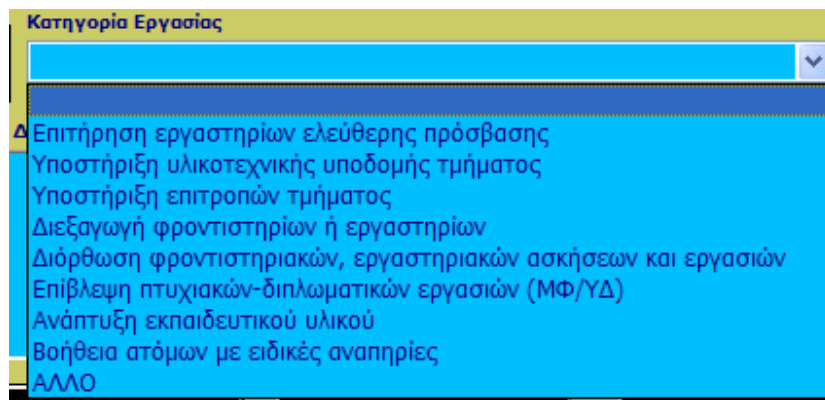 Κατηγορία Εργασίας
Δ
Επιτήρηση εργαστηρίων ελεύθερης πρόσβασης
Υποστήριξη υλικοτεχνικής υποδομής τμήματος
Υποστήριξη επιτροπών τμήματος
Διεξαγωγή φροντιστηρίων ή εργαστηρίων
Διόρθωση φροντιστηριακών, εργαστηριακών ασκήσεων και εργασιών
Επίβλεψη πτυχιακών-διπλωματικών εργασιών (ΜΦ/ΥΔ)
Ανάπτυξη εκπαιδευτικού υλικού
Βοήθεια ατόμων με ειδικές αναπηρίες
ΑΛΛΟ